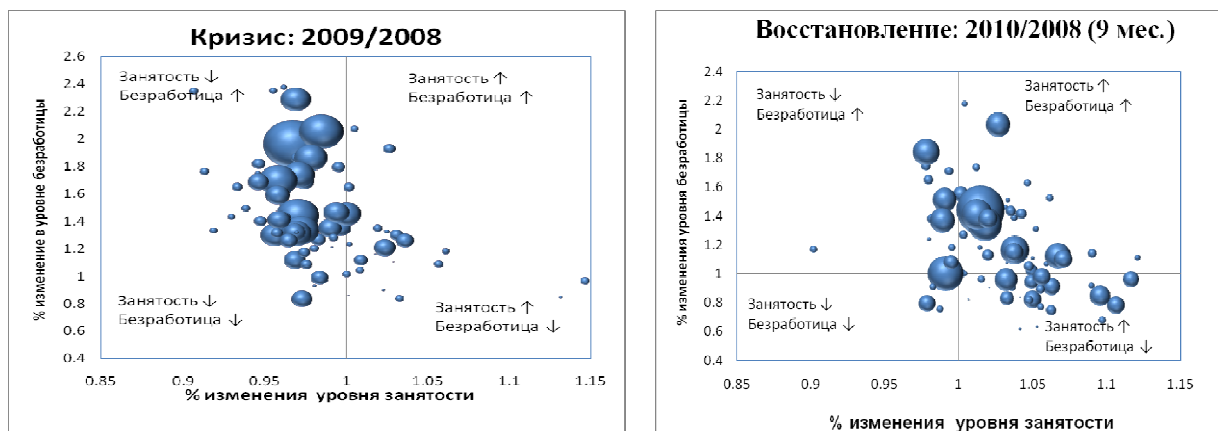 Кризис: 2009/2008
% изменение в уровне безработицы
2.6
2.4
2.2
2
1.8
1.6
1.4
1.2
1
0.8
0.6
0.4
Занятость ↓
Безработица ↑
Занятость ↑
Безработица ↑
Занятость ↓
Безработица ↓
Занятость ↑
Безработица ↓
0.85 0.9 0.95 1 1.05 1.1 1.15
% изменения уровня занятости
Восстановление: 2010/2008 (9 мес.)
% изменения уровня безработицы
2.4
2.2
2
1.8
1.6
1.4
1.2
1
0.8
0.6
0.4
Занятость ↓
Безработица ↑
Занятость ↑
Безработица ↑
Занятость ↓
Безработица ↓
Занятость ↑
Безработица ↓
0.85 0.9 0.95 1 1.05 1.1 1.15
% изменения уровня занятости